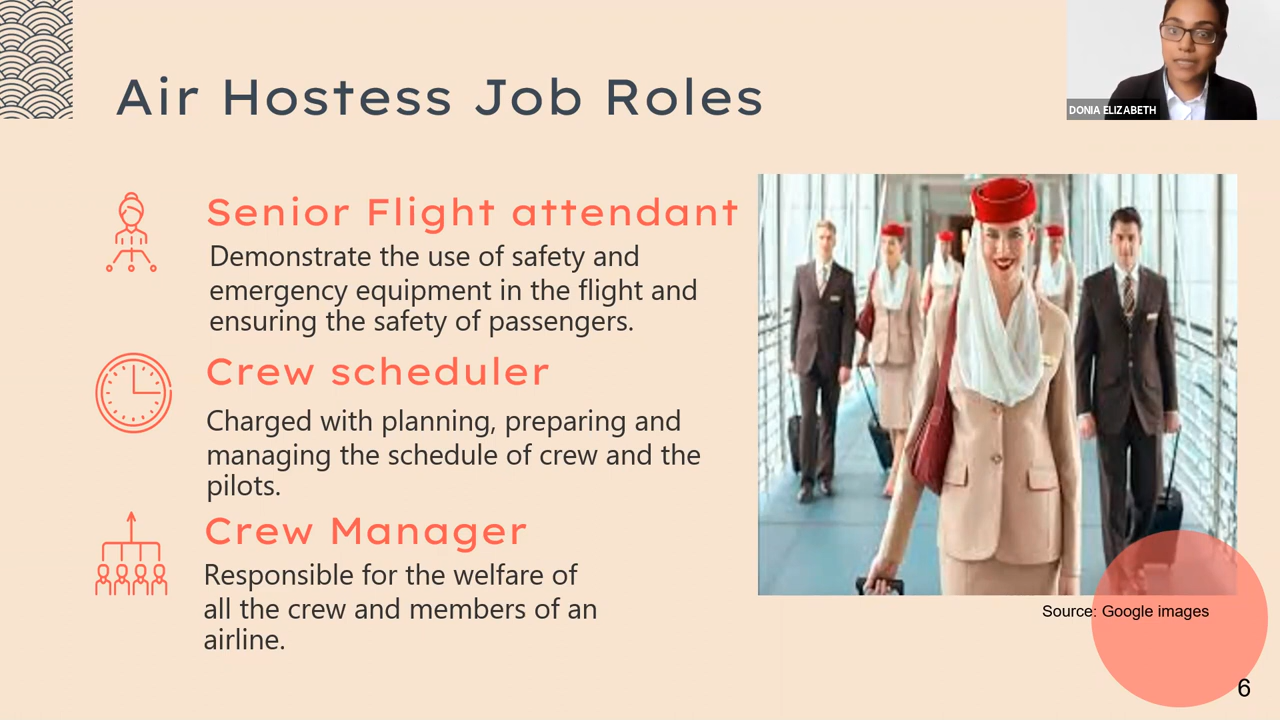 Air Hostess Job Roles
DONIA ELIZABETH
Senior Flight attendant
Demonstrate the use of safety and
emergency equipment in the flight and
ensuring the safety of passengers.
Crew scheduler
Charged with planning, preparing and
managing the schedule of crew and the
pilots.
Crew Manager
Responsible for the welfare of
all the crew and members of an
airline.
Source: Google images
6